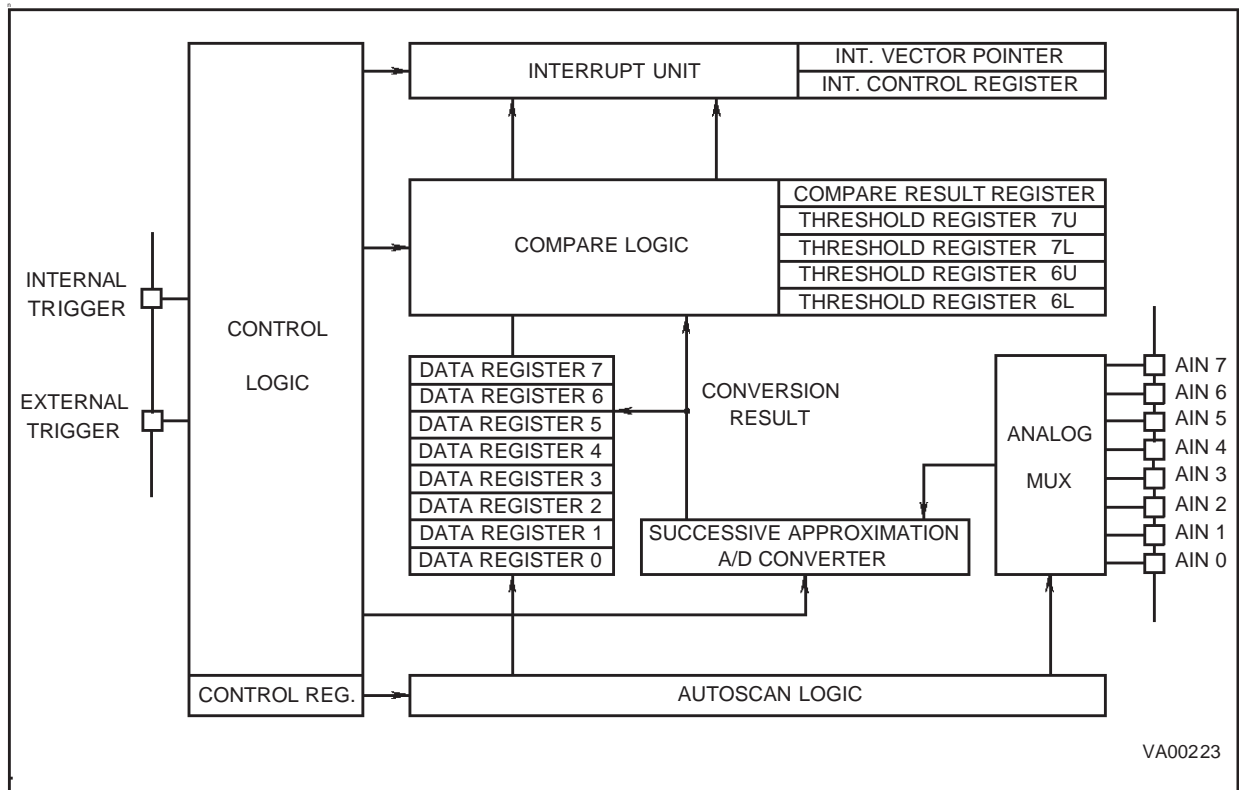 INTERRUPT UNIT
INT. VECTOR POINTER
INT. CONTROL REGISTER
COMPARE LOGIC
COMPARE RESULT REGISTER
THRESHOLD REGISTER 7U
THRESHOLD REGISTER 7L
THRESHOLD REGISTER 6U
THRESHOLD REGISTER 6L
INTERNAL
TRIGGER
EXTERNAL
TRIGGER
CONTROL
LOGIC
DATA REGISTER 7
DATA REGISTER 6
DATA REGISTER 5
DATA REGISTER 4
DATA REGISTER 3
DATA REGISTER 2
DATA REGISTER 1
DATA REGISTER 0
CONVERSION
RESULT
SUCCESSIVE APPROXIMATION
A/D CONVERTER
ANALOG
MUX
AIN 7
AIN 6
AIN 5
AIN 4
AIN 3
AIN 2
AIN 1
AIN 0
CONTROL REG.
AUTOSCAN LOGIC
VA00223